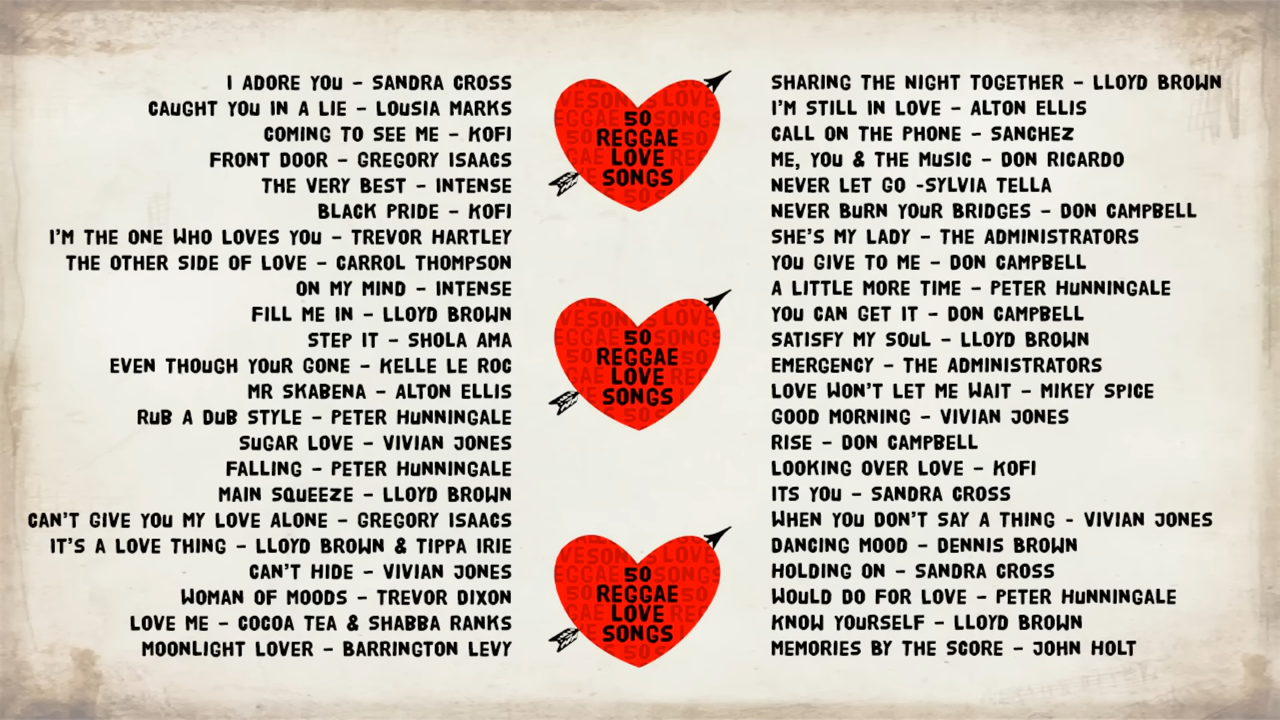 I ADORE YOU – SANDRA CROSS
CAUGHT YOU IN A LIE – LOUSIA MARKS
COMING TO SEE ME – KOFI
FRONT DOOR – GREGORY ISAACS
THE VERY BEST – INTENSE
BLACK PRIDE – KOFI
I'M THE ONE WHO LOVES YOU – TREVOR HARTLEY
THE OTHER SIDE OF LOVE – CARROL THOMPSON
ON MY MIND – INTENSE
FILL ME IN – LLOYD BROWN
STEP IT – SHOLA AMA
EVEN THOUGH YOUR GONE – KELLE LE ROC
MR SKABENA – ALTON ELLIS
RUB A DUB STYLE – PETER HUNNINGALE
SUGAR LOVE – VIVIAN JONES
FALLING – PETER HUNNINGALE
MAIN SQUEEZE – LLOYD BROWN
CAN'T GIVE YOU MY LOVE ALONE – GREGORY ISAACS
IT'S A LOVE THING – LLOYD BROWN & TIPPA IRIE
CAN'T HIDE – VIVIAN JONES
WOMAN OF MOODS – TREVOR DIXON
LOVE ME – COCOA TEA & SHABBA RANKS
MOONLIGHT LOVER – BARRINGTON LEVY
50
REGGAE
LOVE
SONGS
50
REGGAE
LOVE
SONGS
50
REGGAE
LOVE
SONGS
SHARING THE NIGHT TOGETHER – LLOYD BROWN
I'M STILL IN LOVE – ALTON ELLIS
CALL ON THE PHONE – SANCHEZ
ME, YOU & THE MUSIC – DON RICARDO
NEVER LET GO -SYLVIA TELLA
NEVER BURN YOUR BRIDGES – DON CAMPBELL
SHE'S MY LADY – THE ADMINISTRATORS
YOU GIVE TO ME – DON CAMPBELL
A LITTLE MORE TIME – PETER HUNNINGALE
YOU CAN GET IT – DON CAMPBELL
SATISFY MY SOUL – LLOYD BROWN
EMERGENCY – THE ADMINISTRATORS
LOVE WON'T LET ME WAIT – MIKEY SPICE
GOOD MORNING – VIVIAN JONES
RISE – DON CAMPBELL
LOOKING OVER LOVE – KOFI
ITS YOU – SANDRA CROSS
WHEN YOU DON'T SAY A THING - VIVIAN JONES
DANCING MOOD – DENNIS BROWN
HOLDING ON – SANDRA CROSS
WOULD DO FOR LOVE – PETER HUNNINGALE
KNOW YOURSELF – LLOYD BROWN
MEMORIES BY THE SCORE – JOHN HOLT